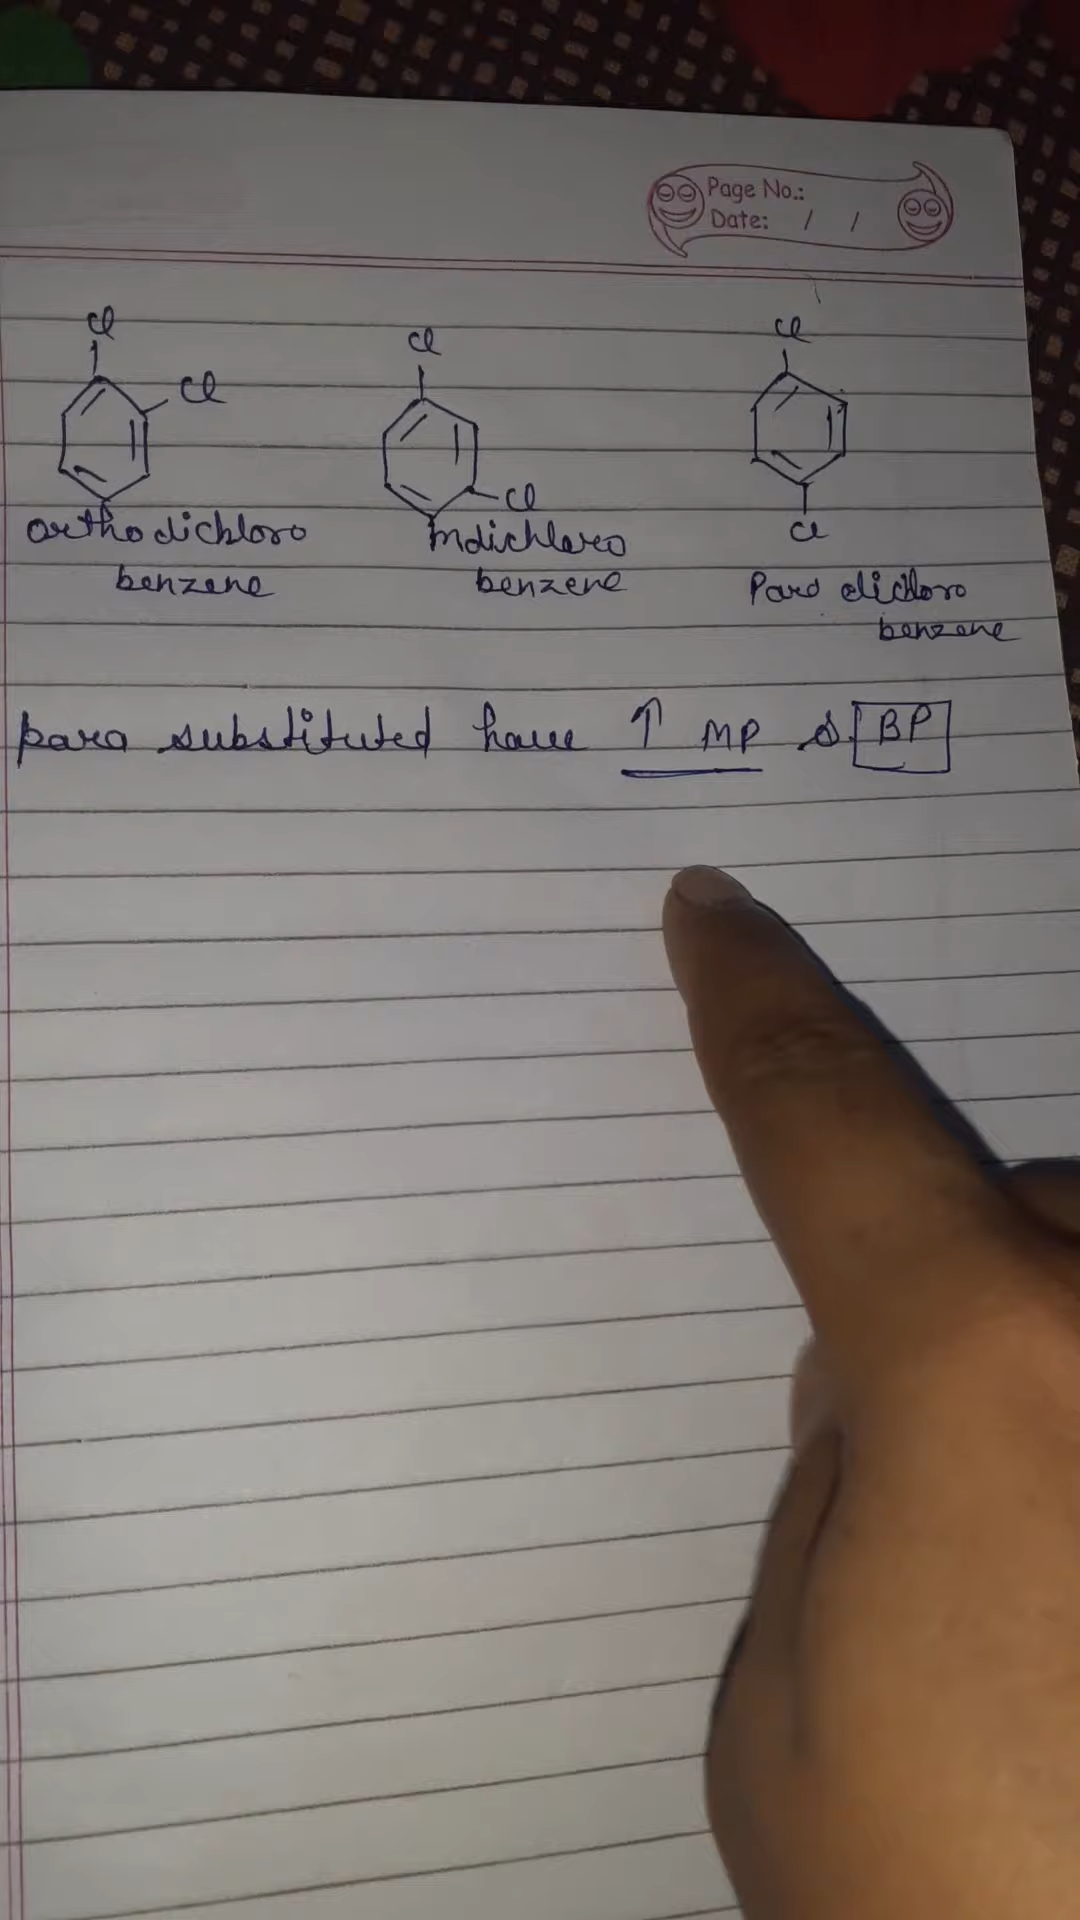 Page No.:
Date: / /
Cl Cl Cl
Cl
Cl
Cl
ortho dichloro
benzene
m dichloro
benzene
Para dichloro
benzene
para substituted have ↑ MP & BP